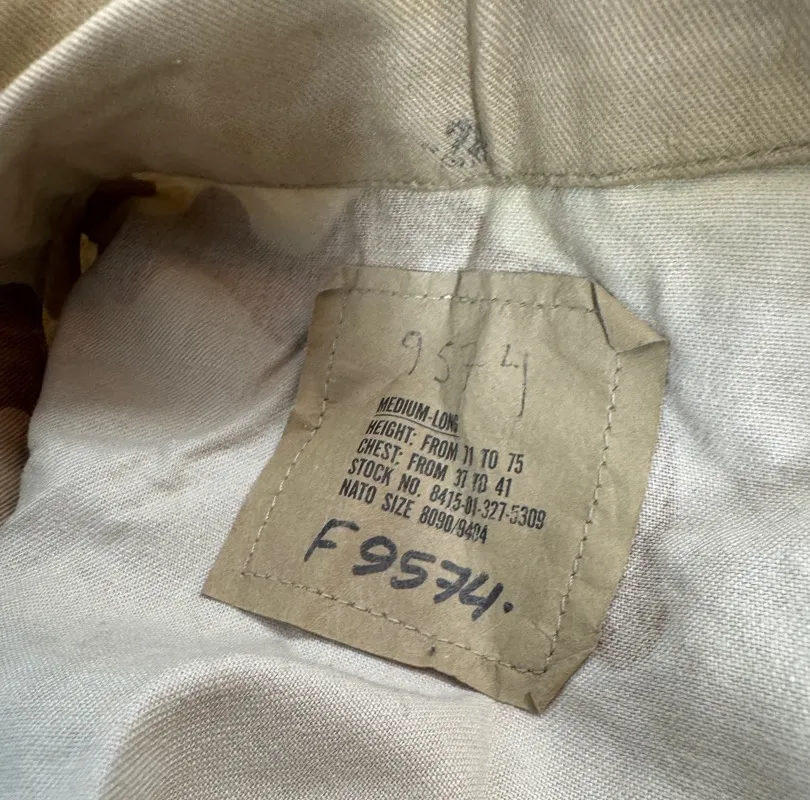 9574
MEDIUM-LONG
HEIGHT: FROM 71 TO 75
CHEST: FROM 37 TO 41
STOCK NO. 8415-01-327-5309
NATO SIZE 8090/9404
F9574.